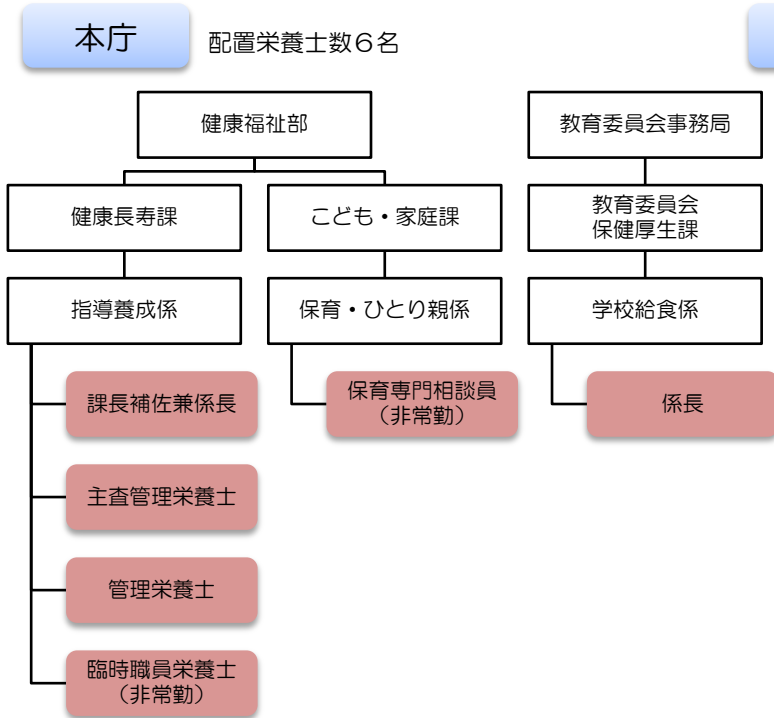 本庁
配置栄養士数６名
健康福祉部
教育委員会事務局
健康長寿課
こども・家庭課
教育委員会
保健厚生課
指導養成係
保育・ひとり親係
学校給食係
課長補佐兼係長
保育専門相談員
（非常勤）
係長
主査管理栄養士
管理栄養士
臨時職員栄養士
（非常勤）